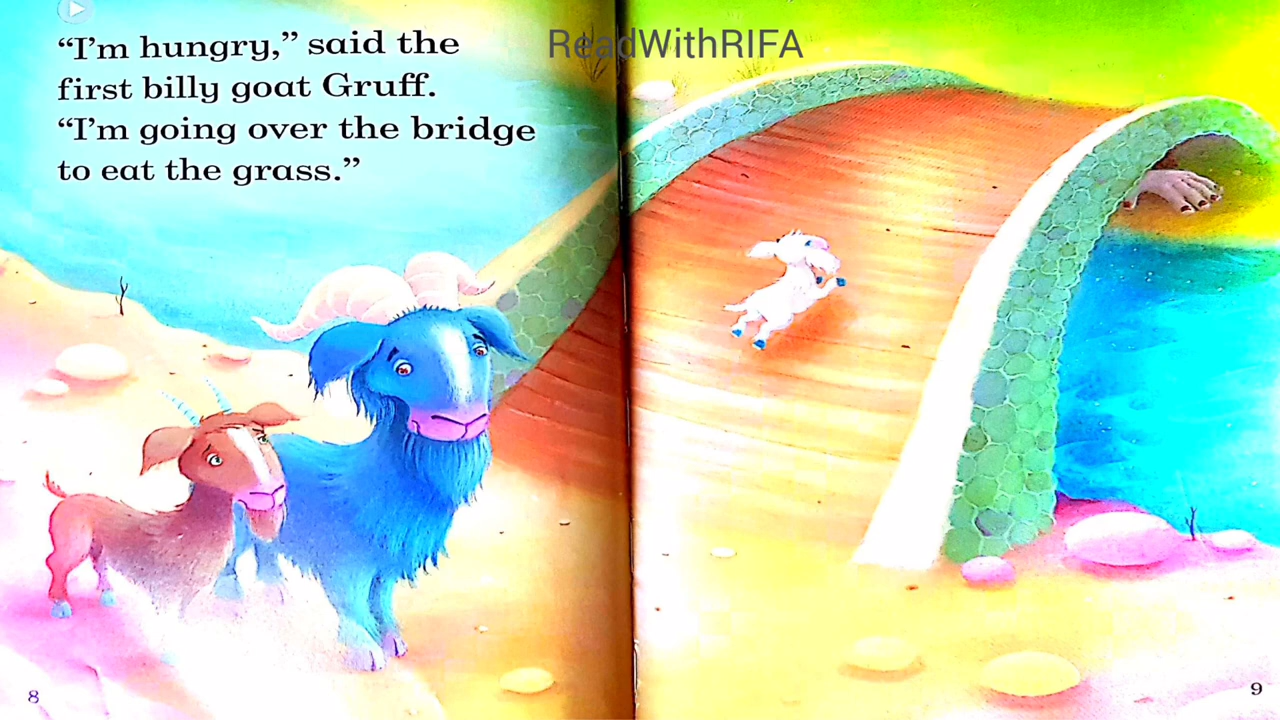 “I’m hungry,” said the
first billy goat Gruff.
“I’m going over the bridge
to eat the grass.”
ReadWithRIFA
8
9